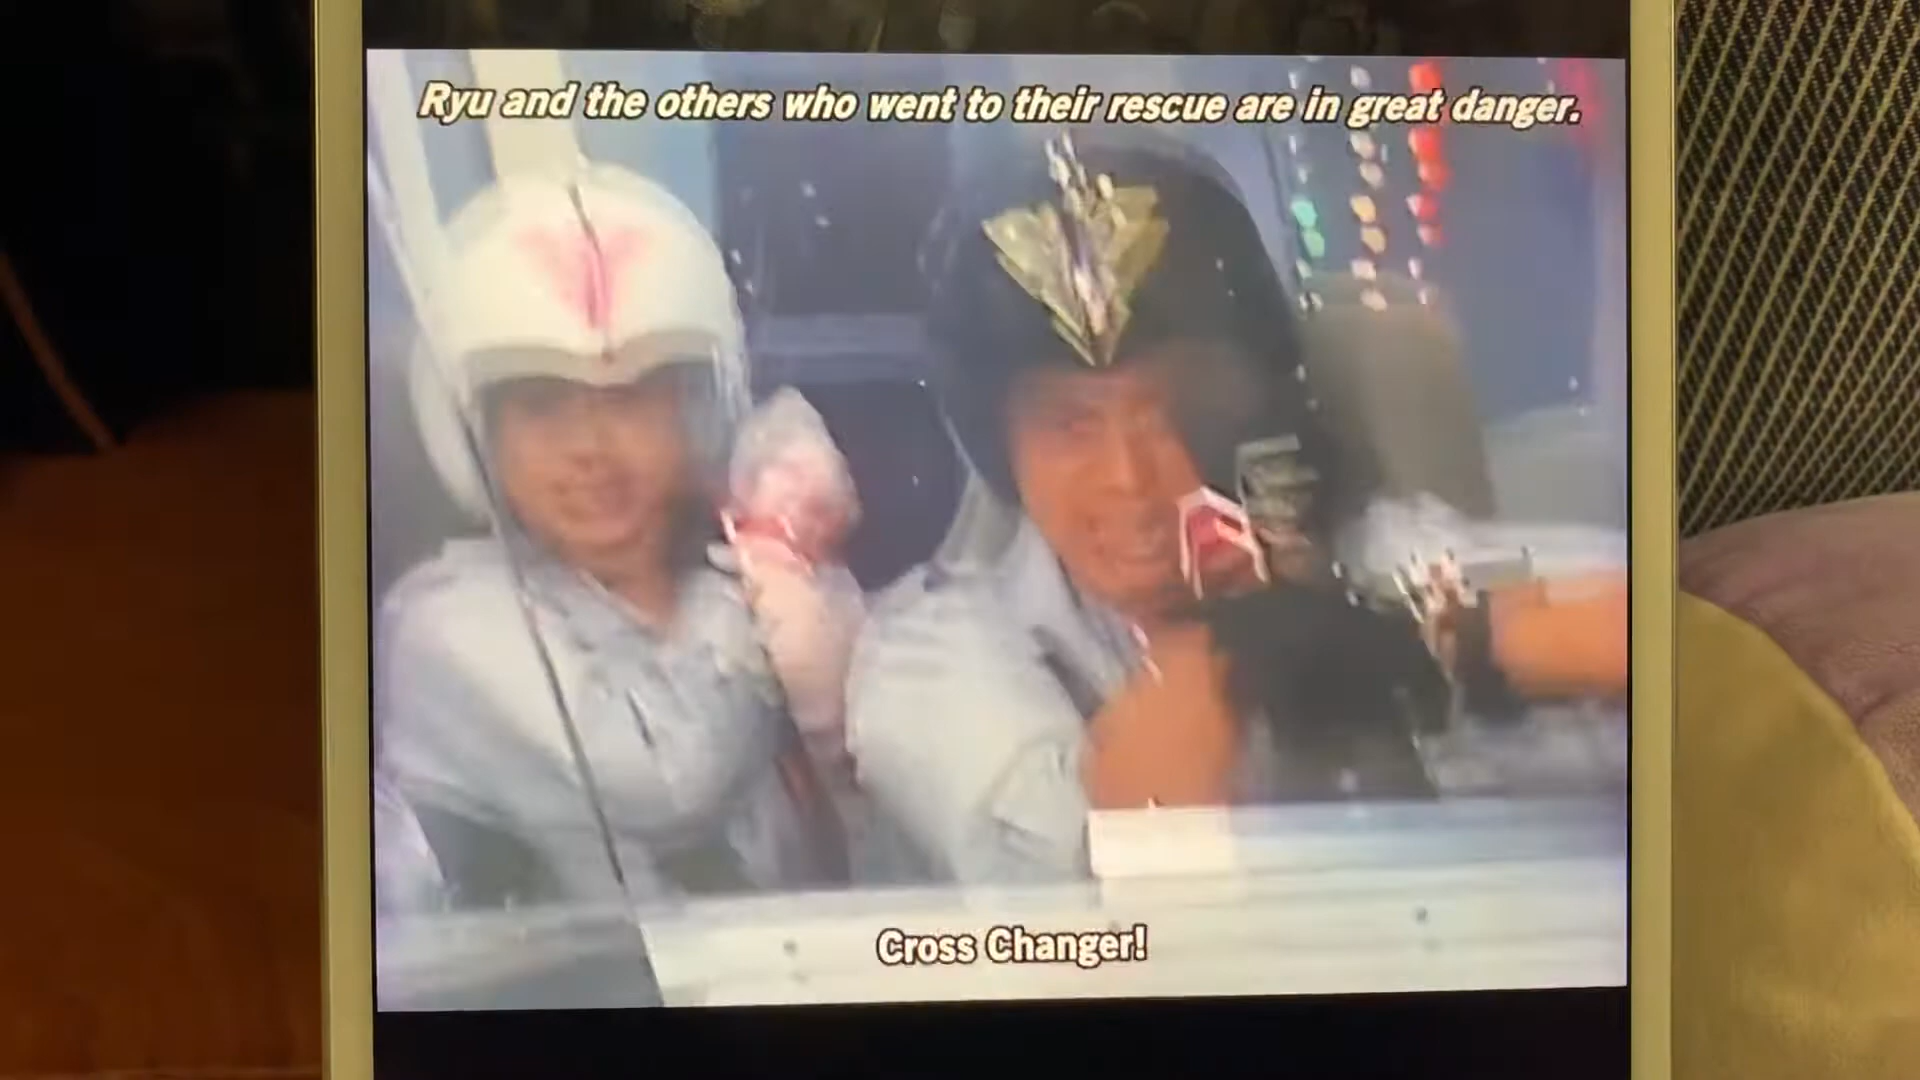 Ryu and the others who went to their rescue are in great danger.
Cross Changer!